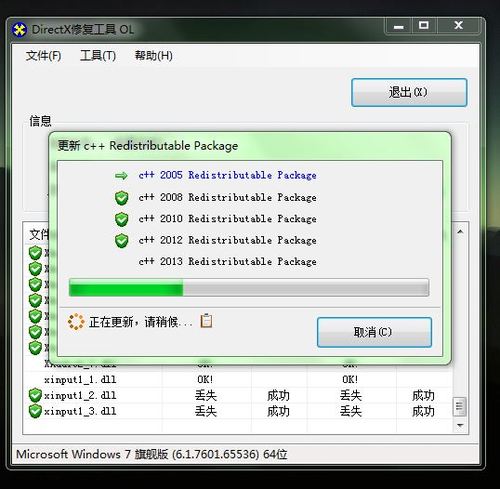 DirectX修复工具 OL
文件(F) 工具(T) 帮助(H)
退出(X)
信息
更新 c++ Redistributable Package
c++ 2005 Redistributable Package
c++ 2008 Redistributable Package
c++ 2010 Redistributable Package
c++ 2012 Redistributable Package
c++ 2013 Redistributable Package
正在更新，请稍候...
取消(C)
xinput1_1.dll OK! OK!
xinput1_2.dll 丢失 成功 丢失 成功
xinput1_3.dll 丢失 成功 丢失 成功
Microsoft Windows 7 旗舰版 (6.1.7601.65536) 64位